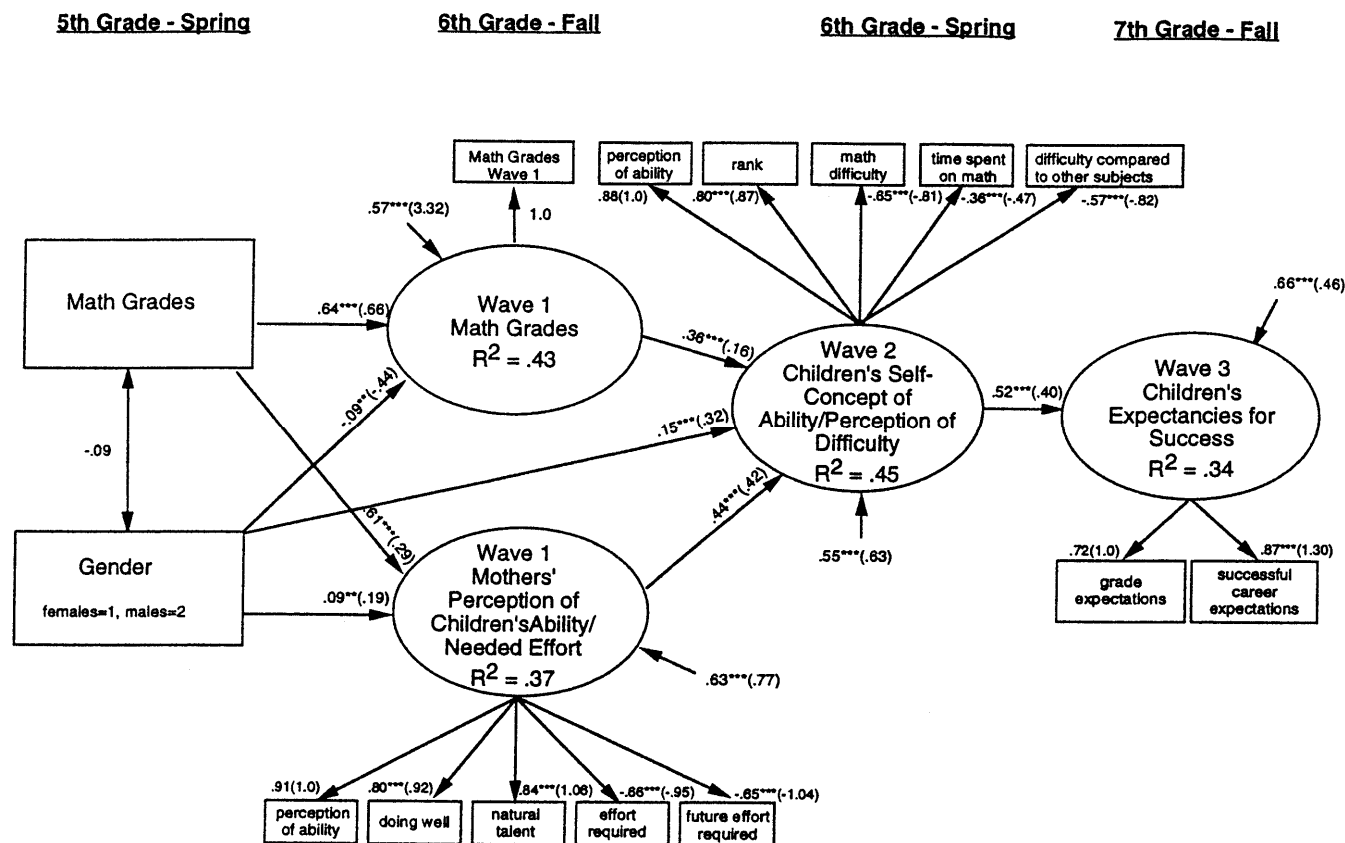 5th Grade - Spring
6th Grade - Fall
6th Grade - Spring
7th Grade - Fall
Math Grades
Wave 1
perception
of ability
rank
math
difficulty
time spent
on math
difficulty compared
to other subjects
.88(1.0)
.80***(.87)
-.65***(-.81)
-.36***(-.47)
-.57***(-.82)
.57***(3.32)
1.0
Math Grades
.64***(.66)
Wave 1
Math Grades
R2 = .43
.36***(.16)
Wave 2
Children's Self-
Concept of
Ability/Perception of
Difficulty
R2 = .45
.52***(.40)
.66***(.46)
Wave 3
Children's
Expectancies for
Success
R2 = .34
-.09
-.09**(-.44)
.15***(.32)
.61***(.29)
.44***(.42)
.55***(.63)
Gender
females=1, males=2
.09**(.19)
Wave 1
Mothers'
Perception of
Children'sAbility/
Needed Effort
R2 = .37
.63***(.77)
.72(1.0)
.87***(1.30)
grade
expectations
successful
career
expectations
.91(1.0)
.80***(.92)
.84***(1.06)
-.66***(-.95)
-.65***(-1.04)
perception
of ability
doing well
natural
talent
effort
required
future effort
required